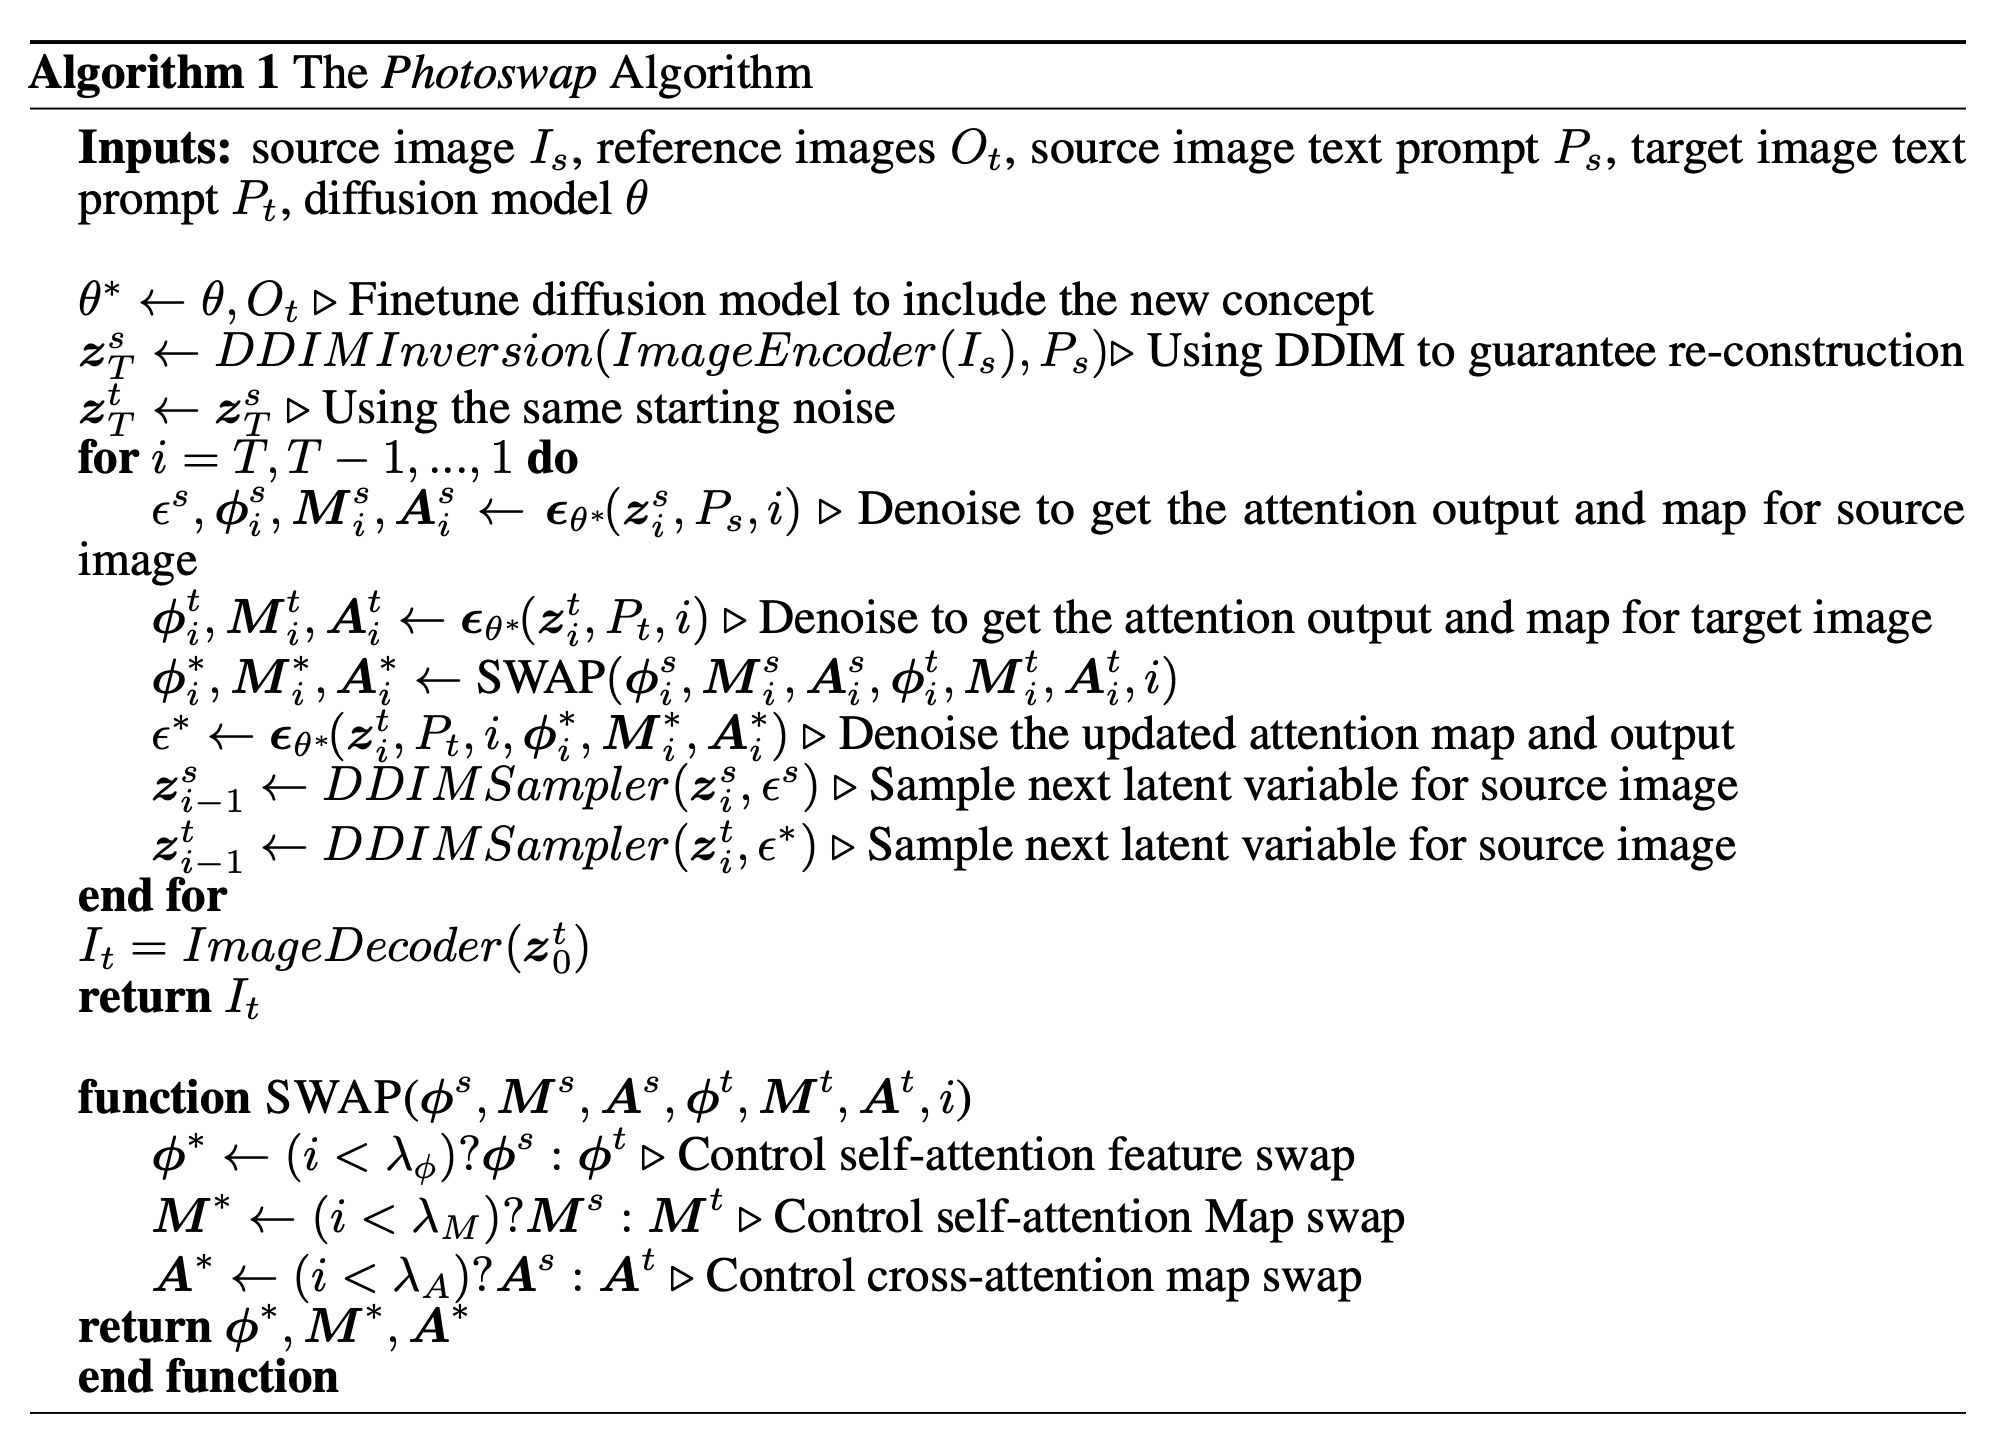 Algorithm 1 The Photoswap Algorithm
Inputs: source image $I_s$, reference images $O_t$, source image text prompt $P_s$, target image text
prompt $P_t$, diffusion model $\theta$
$\theta^* \leftarrow \theta, O_t$ ▷ Finetune diffusion model to include the new concept
$\boldsymbol{z}_T^s \leftarrow DDIMInversion(ImageEncoder(I_s), P_s)$▷ Using DDIM to guarantee re-construction
$\boldsymbol{z}_T^t \leftarrow \boldsymbol{z}_T^s$ ▷ Using the same starting noise
for $i = T, T-1, ..., 1$ do
$\epsilon^s, \boldsymbol{\phi}_i^s, \boldsymbol{M}_i^s, \boldsymbol{A}_i^s \leftarrow \boldsymbol{\epsilon}_{\theta^*}(\boldsymbol{z}_i^s, P_s, i)$ ▷ Denoise to get the attention output and map for source
image
$\boldsymbol{\phi}_i^t, \boldsymbol{M}_i^t, \boldsymbol{A}_i^t \leftarrow \boldsymbol{\epsilon}_{\theta^*}(\boldsymbol{z}_i^t, P_t, i)$ ▷ Denoise to get the attention output and map for target image
$\boldsymbol{\phi}_i^*, \boldsymbol{M}_i^*, \boldsymbol{A}_i^* \leftarrow$ SWAP$(\boldsymbol{\phi}_i^s, \boldsymbol{M}_i^s, \boldsymbol{A}_i^s, \boldsymbol{\phi}_i^t, \boldsymbol{M}_i^t, \boldsymbol{A}_i^t, i)$
$\epsilon^* \leftarrow \boldsymbol{\epsilon}_{\theta^*}(\boldsymbol{z}_i^t, P_t, i, \boldsymbol{\phi}_i^*, \boldsymbol{M}_i^*, \boldsymbol{A}_i^*)$ ▷ Denoise the updated attention map and output
$\boldsymbol{z}_{i-1}^s \leftarrow DDIMSampler(\boldsymbol{z}_i^s, \epsilon^s)$ ▷ Sample next latent variable for source image
$\boldsymbol{z}_{i-1}^t \leftarrow DDIMSampler(\boldsymbol{z}_i^t, \epsilon^*)$ ▷ Sample next latent variable for source image
end for
$I_t = ImageDecoder(\boldsymbol{z}_0^t)$
return $I_t$
function SWAP$(\boldsymbol{\phi}^s, \boldsymbol{M}^s, \boldsymbol{A}^s, \boldsymbol{\phi}^t, \boldsymbol{M}^t, \boldsymbol{A}^t, i)$
$\boldsymbol{\phi}^* \leftarrow (i < \lambda_\phi)?\boldsymbol{\phi}^s : \boldsymbol{\phi}^t$ ▷ Control self-attention feature swap
$\boldsymbol{M}^* \leftarrow (i < \lambda_M)?\boldsymbol{M}^s : \boldsymbol{M}^t$ ▷ Control self-attention Map swap
$\boldsymbol{A}^* \leftarrow (i < \lambda_A)?\boldsymbol{A}^s : \boldsymbol{A}^t$ ▷ Control cross-attention map swap
return $\boldsymbol{\phi}^*, \boldsymbol{M}^*, \boldsymbol{A}^*$
end function